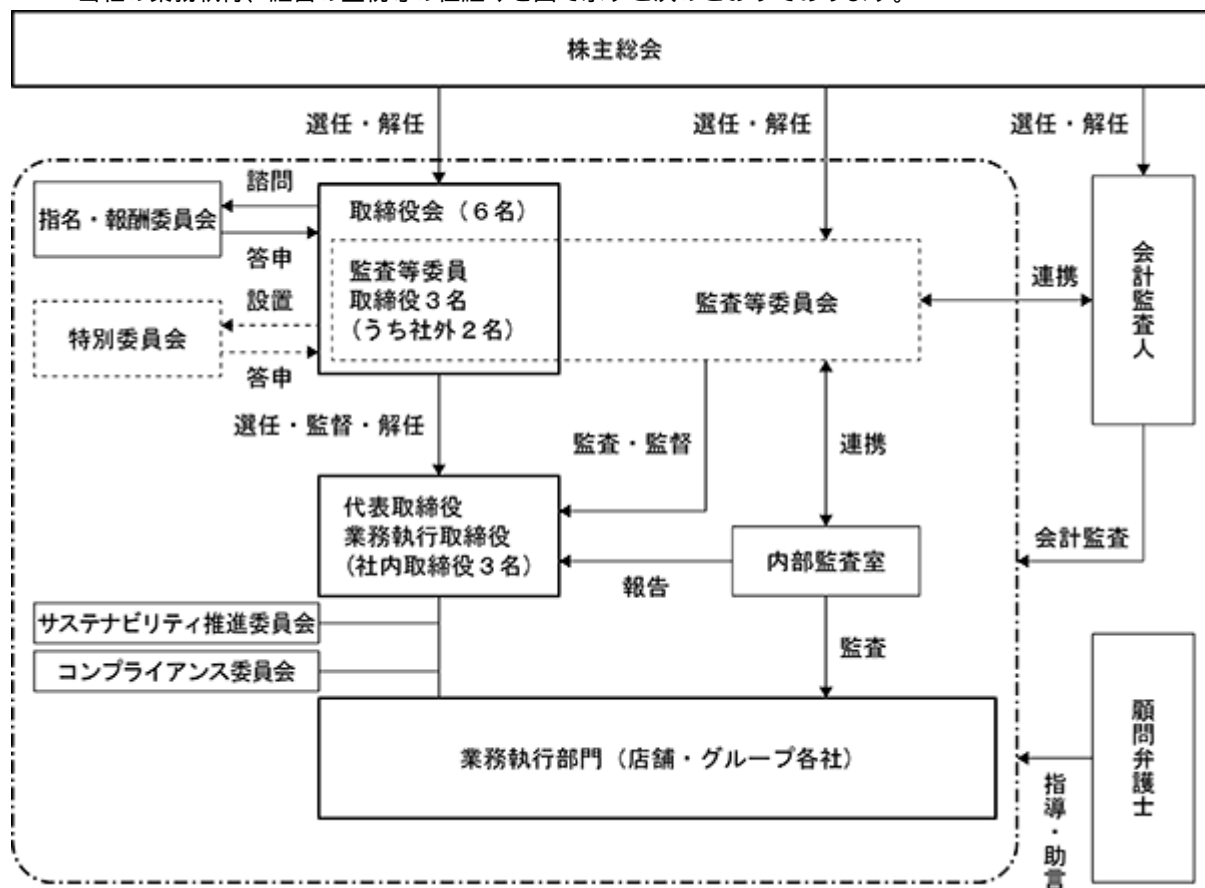 当社の業務執行、経営の監視等の仕組みを図で示すと次のとおりであります。
株主総会
選任・解任
選任・解任
選任・解任
諮問
指名・報酬委員会
答申
設置
特別委員会
答申
取締役会（６名）
監査等委員
取締役３名
(うち社外２名)
監査等委員会
連携
会計監査人
選任・監督・解任
監査・監督
連携
代表取締役
業務執行取締役
(社内取締役３名)
報告
内部監査室
会計監査
サステナビリティ推進委員会
コンプライアンス委員会
監査
業務執行部門（店舗・グループ各社）
顧問弁護士
指導・助言